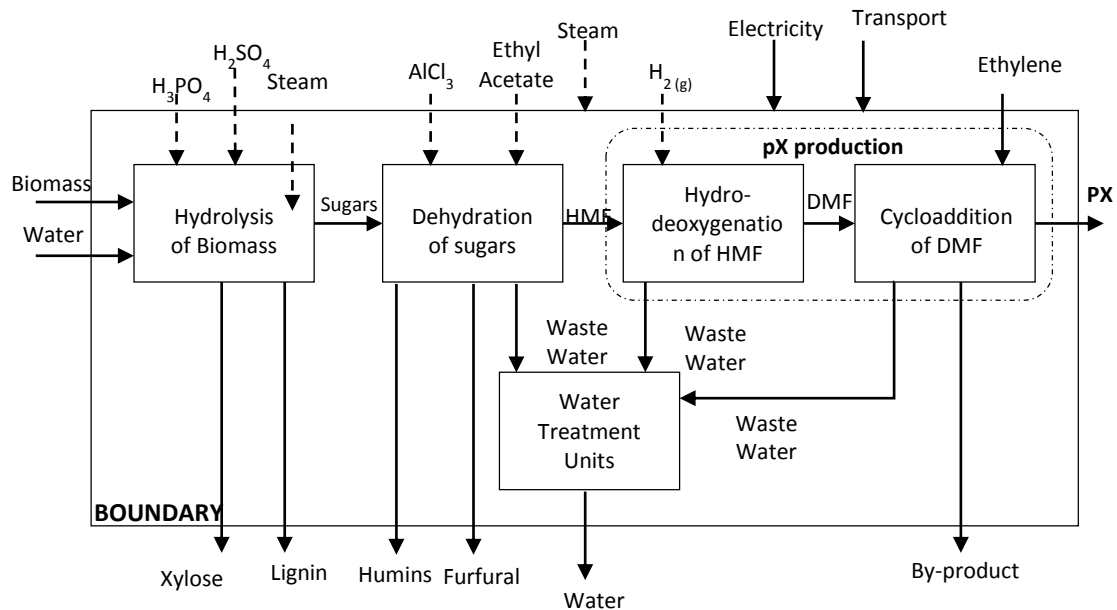 Transport
Electricity
Steam
H₂SO₄
Ethyl
Acetate
AlCl₃
H₂ (g)
Ethylene
H₃PO₄
Steam
pX production
Biomass
Water
Hydrolysis
of Biomass
Sugars
Dehydration
of sugars
HMF
Hydro-
deoxygenatio
n of HMF
DMF
Cycloaddition
of DMF
PX
Waste
Water
Waste
Water
Waste
Water
Water
Treatment
Units
BOUNDARY
Xylose
Lignin
Humins
Furfural
Water
By-product